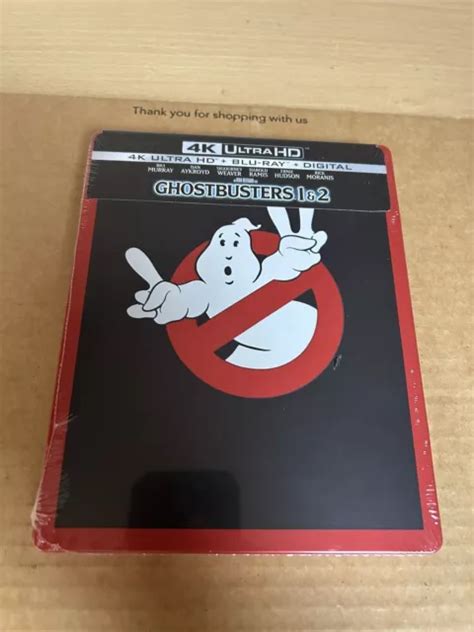 Thank you for shopping with us
4K ULTRA HD
4K ULTRA HD + BLU-RAY + DIGITAL
BILL MURRAY DAN AYKROYD SIGOURNEY WEAVER HAROLD RAMIS ERNIE HUDSON RICK MORANIS
GHOSTBUSTERS 1&2